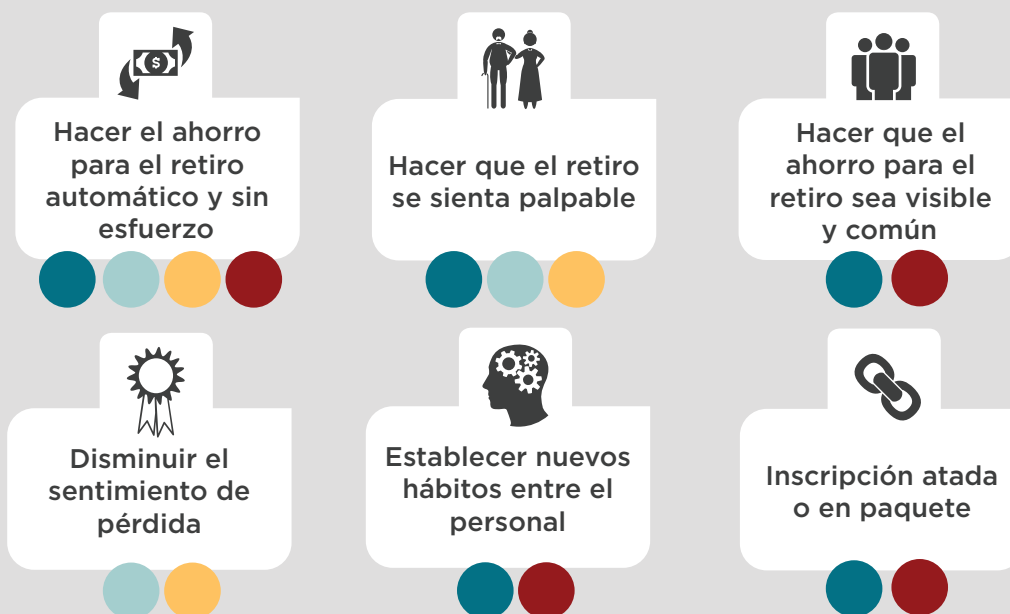 Hacer el ahorro
para el retiro
automático y sin
esfuerzo
Hacer que el retiro
se sienta palpable
Hacer que el
ahorro para el
retiro sea visible
y común
Disminuir el
sentimiento de
pérdida
Establecer nuevos
hábitos entre el
personal
Inscripción atada
o en paquete